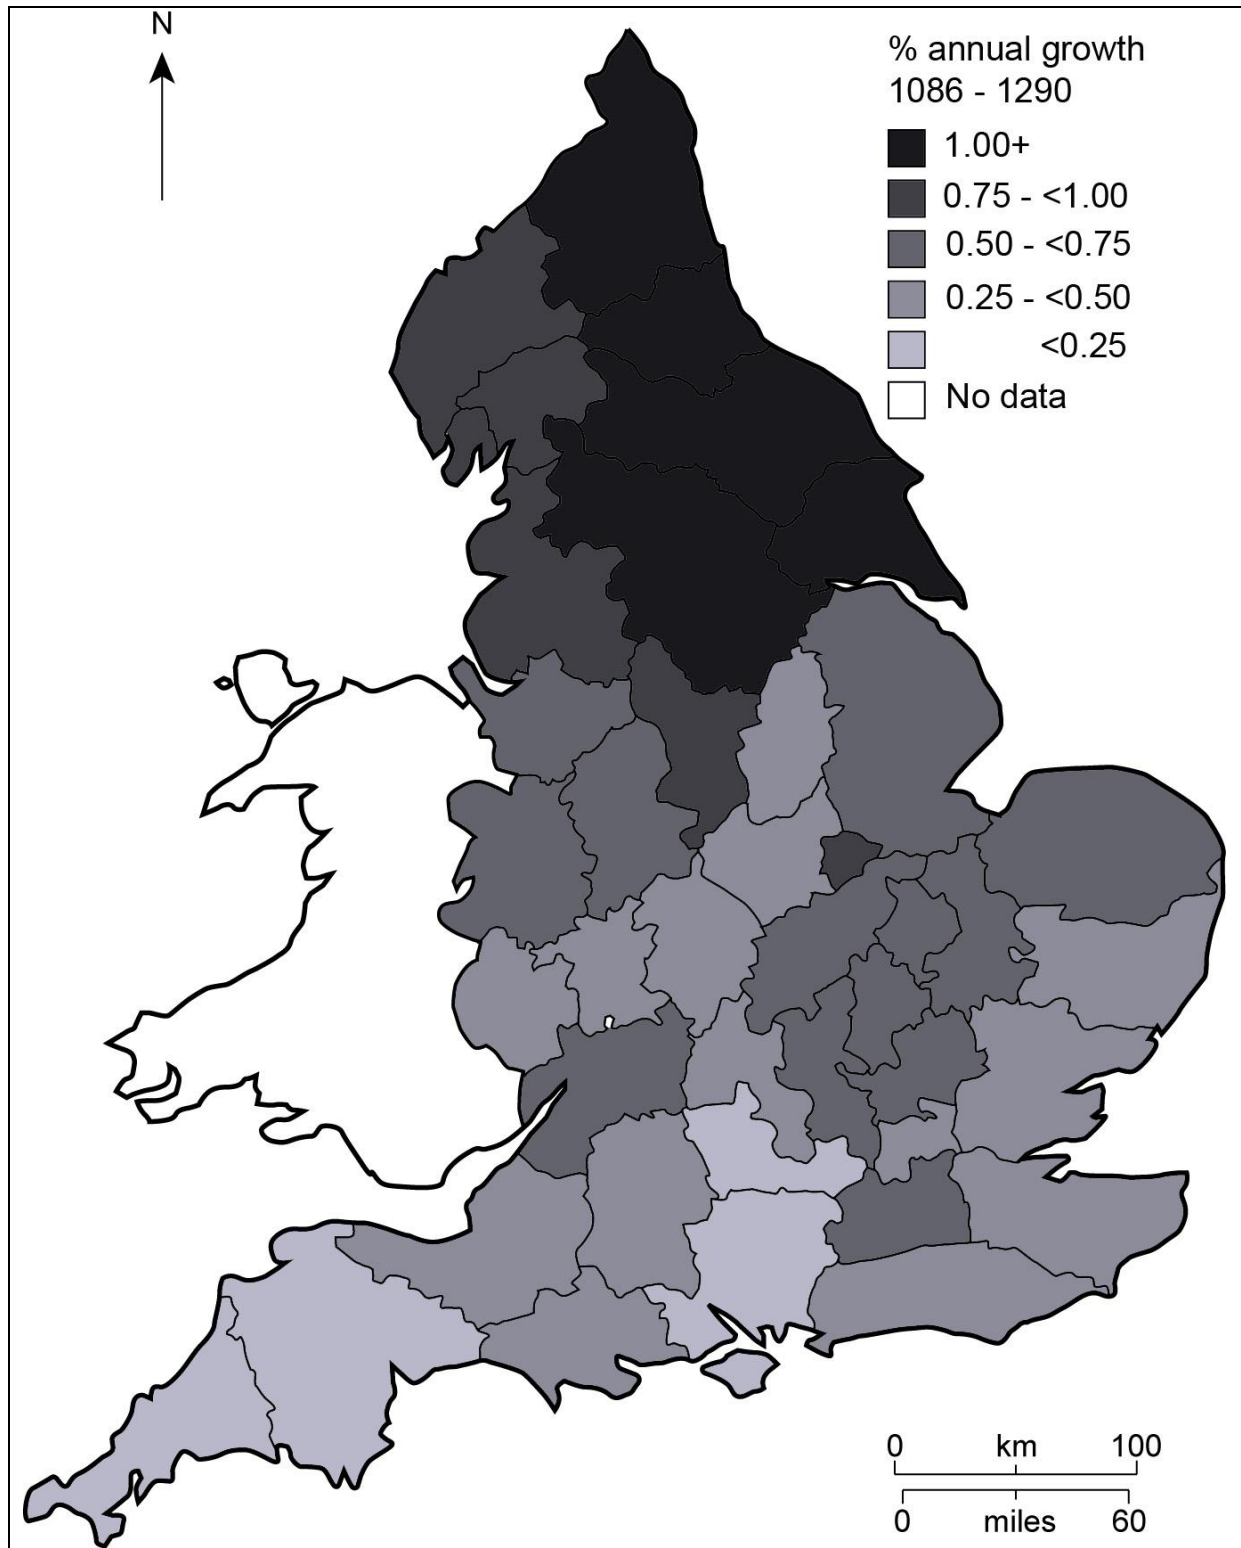 N
% annual growth
1086 - 1290
1.00+
0.75 - <1.00
0.50 - <0.75
0.25 - <0.50
<0.25
No data
0 km 100
0 miles 60